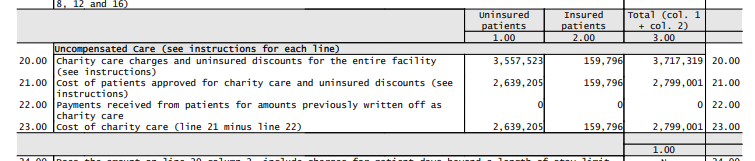 8, 12 and 16)
Uninsured Insured Total (col. 1
patients patients + col. 2)
1.00 2.00 3.00
Uncompensated Care (see instructions for each line)
20.00 Charity care charges and uninsured discounts for the entire facility 3,557,523 159,796 3,717,319 20.00
(see instructions)
21.00 Cost of patients approved for charity care and uninsured discounts (see 2,639,205 159,796 2,799,001 21.00
instructions)
22.00 Payments received from patients for amounts previously written off as 0 0 0 22.00
charity care
23.00 Cost of charity care (line 21 minus line 22) 2,639,205 159,796 2,799,001 23.00
1.00